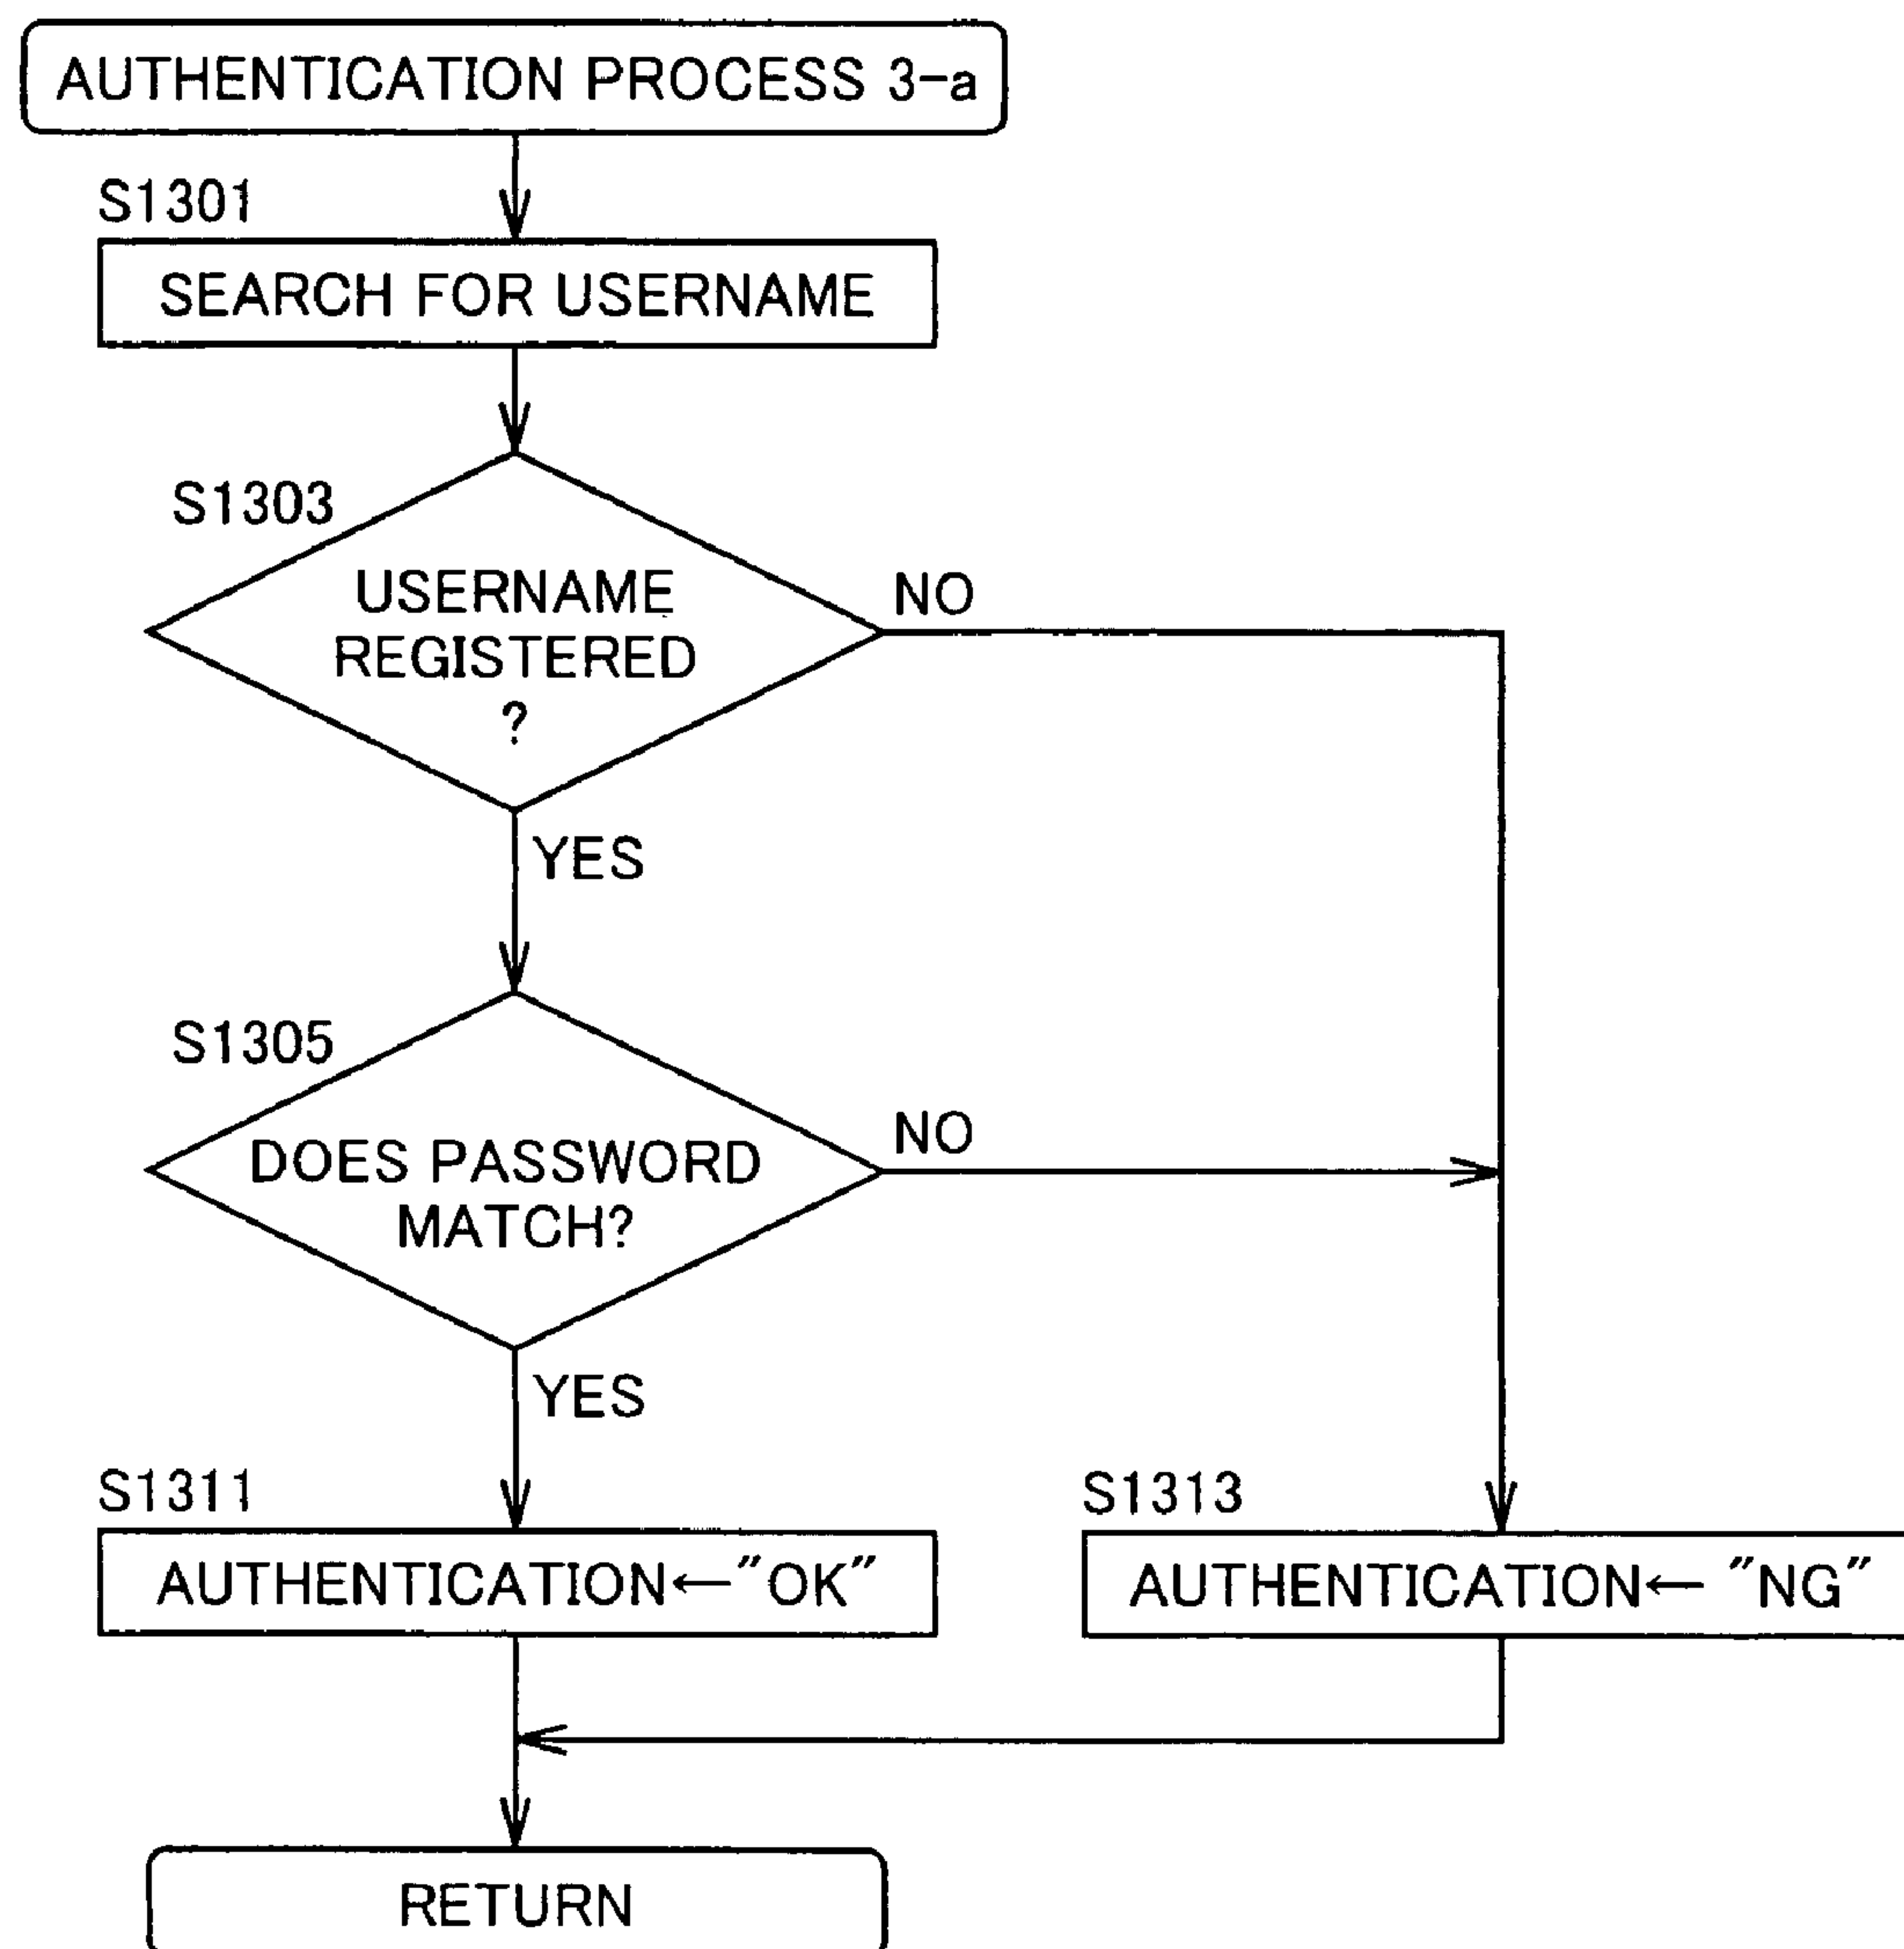 AUTHENTICATION PROCESS 3-a
S1301
SEARCH FOR USERNAME
S1303
USERNAME
REGISTERED
?
NO
YES
S1305
DOES PASSWORD
MATCH?
NO
YES
S1311
AUTHENTICATION←"OK"
S1313
AUTHENTICATION← "NG"
RETURN